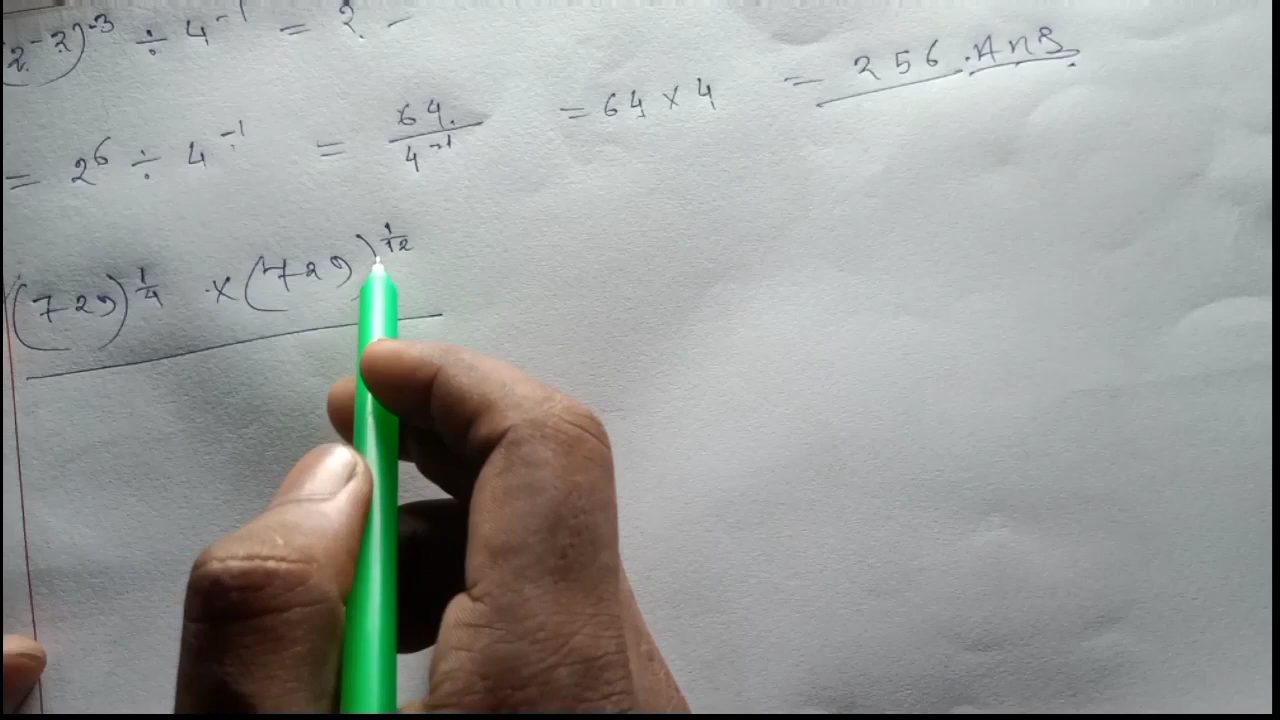 (2⁻²)⁻³ ÷ 4⁻¹ = ? -
= 2⁶ ÷ 4⁻¹ = 64/4⁻¹ = 64 × 4 = 256 . Ans
(729)^1/4 × (729)^1/12